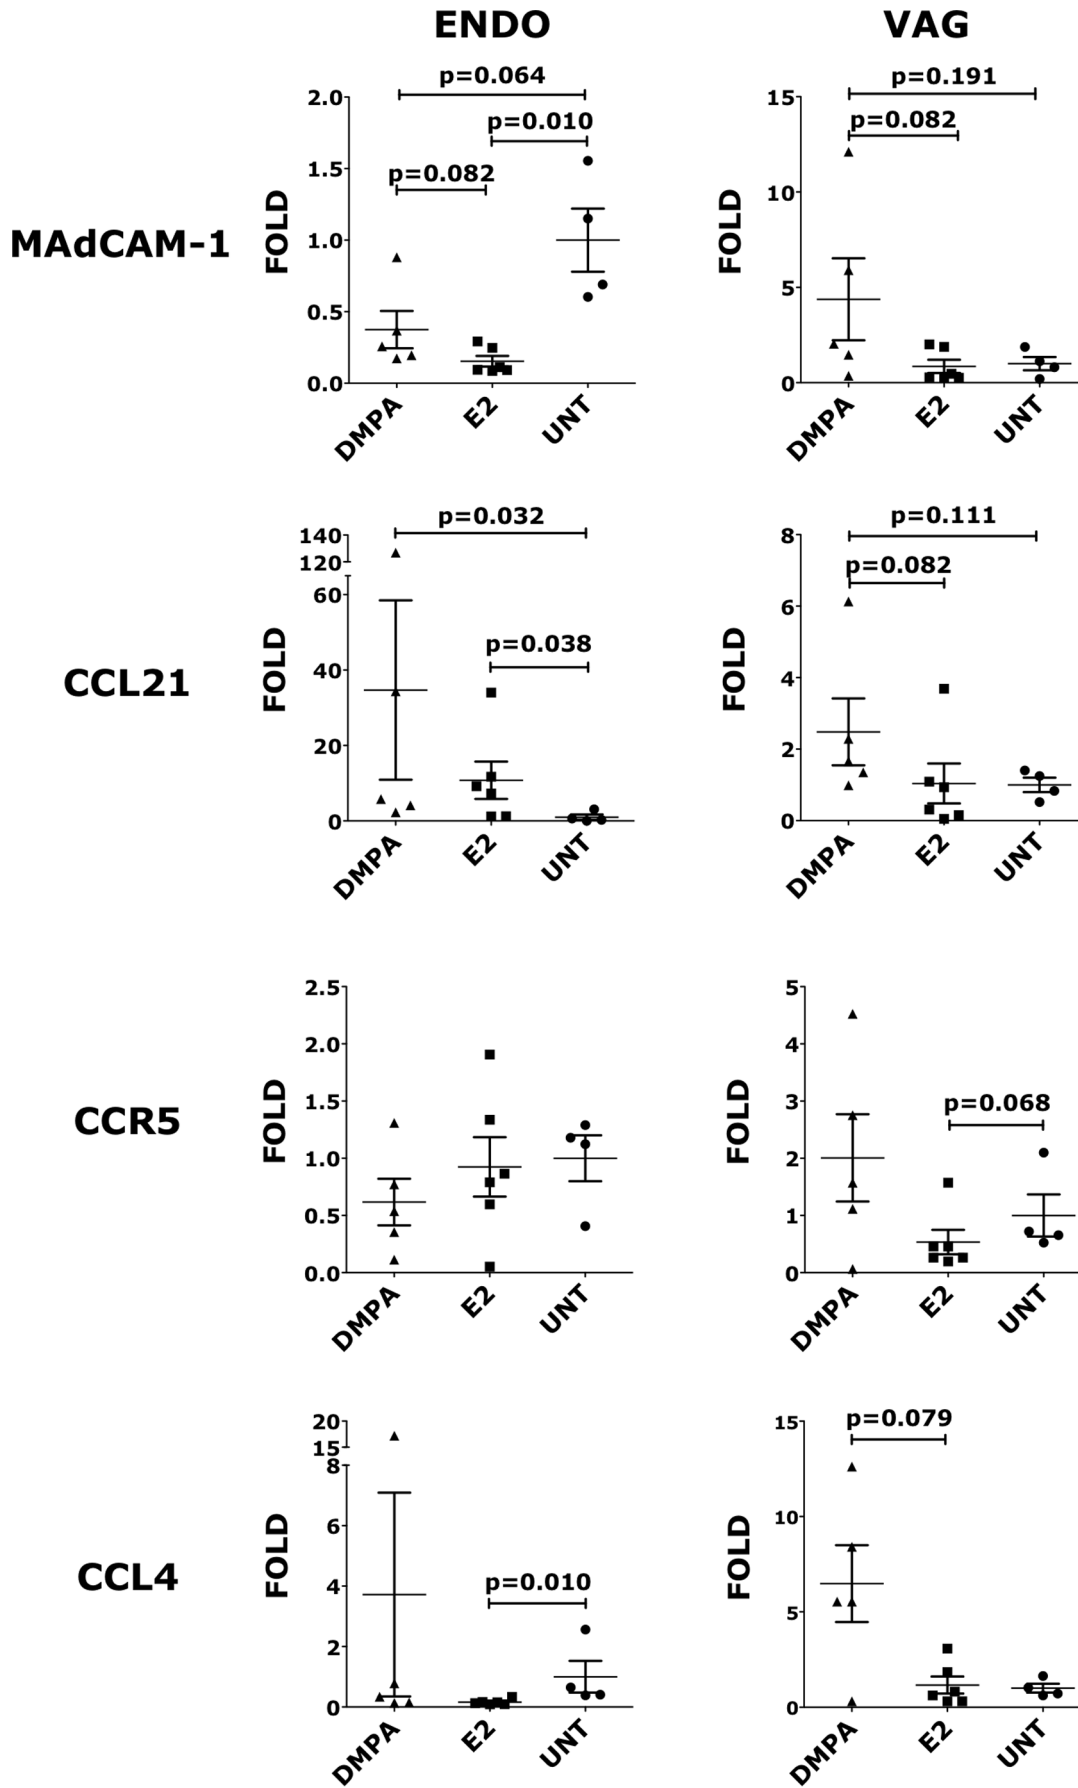 ENDO VAG
MAdCAM-1
FOLD
2.0
1.5
1.0
0.5
0.0
p=0.064
p=0.010
p=0.082
DMPA E2 UNT
FOLD
15
10
5
0
p=0.191
p=0.082
DMPA E2 UNT
CCL21
FOLD
140
120
60
40
20
0
p=0.032
p=0.038
DMPA E2 UNT
FOLD
8
6
4
2
0
p=0.111
p=0.082
DMPA E2 UNT
CCR5
FOLD
2.5
2.0
1.5
1.0
0.5
0.0
DMPA E2 UNT
FOLD
5
4
3
2
1
0
p=0.068
DMPA E2 UNT
CCL4
FOLD
20
15
8
6
4
2
0
p=0.010
DMPA E2 UNT
FOLD
15
10
5
0
p=0.079
DMPA E2 UNT